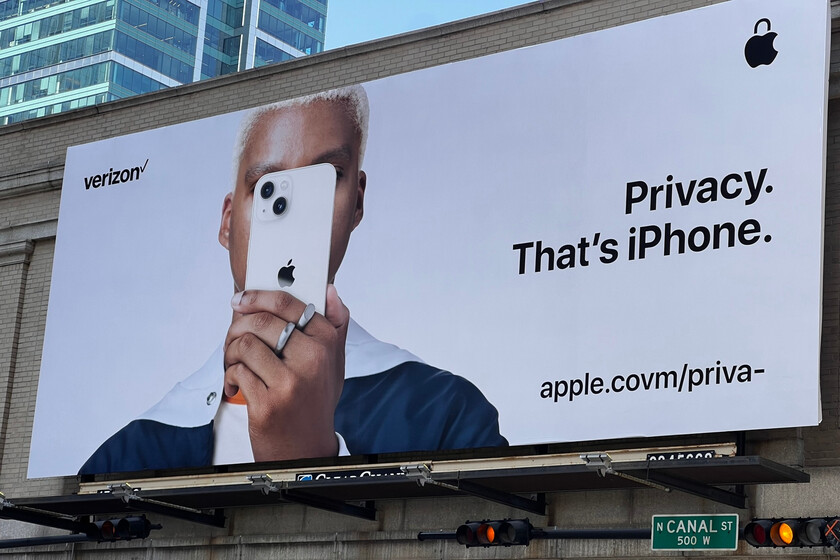 verizon✓
Privacy.
That's iPhone.
apple.covm/priva-
N CANAL ST
500 W